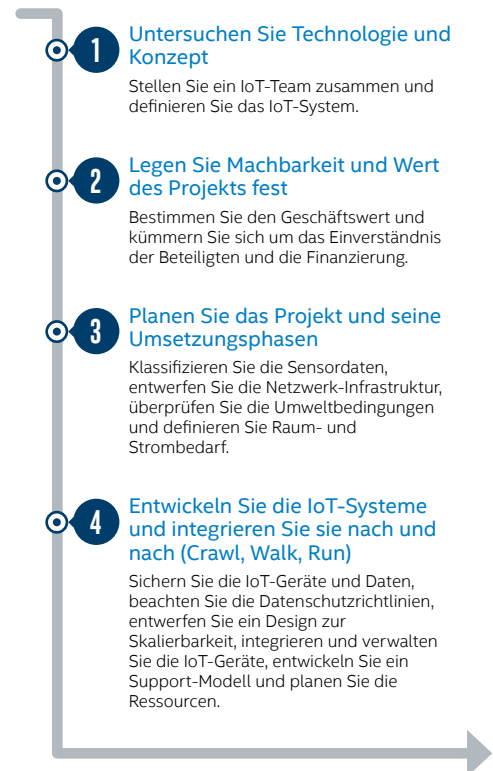 1
Untersuchen Sie Technologie und
Konzept
Stellen Sie ein IoT-Team zusammen und
definieren Sie das IoT-System.
2
Legen Sie Machbarkeit und Wert
des Projekts fest
Bestimmen Sie den Geschäftswert und
kümmern Sie sich um das Einverständnis
der Beteiligten und die Finanzierung.
3
Planen Sie das Projekt und seine
Umsetzungsphasen
Klassifizieren Sie die Sensordaten,
entwerfen Sie die Netzwerk-Infrastruktur,
überprüfen Sie die Umweltbedingungen
und definieren Sie Raum- und
Strombedarf.
4
Entwickeln Sie die IoT-Systeme
und integrieren Sie sie nach und
nach (Crawl, Walk, Run)
Sichern Sie die IoT-Geräte und Daten,
beachten Sie die Datenschutzrichtlinien,
entwerfen Sie ein Design zur
Skalierbarkeit, integrieren und verwalten
Sie die IoT-Geräte, entwickeln Sie ein
Support-Modell und planen Sie die
Ressourcen.